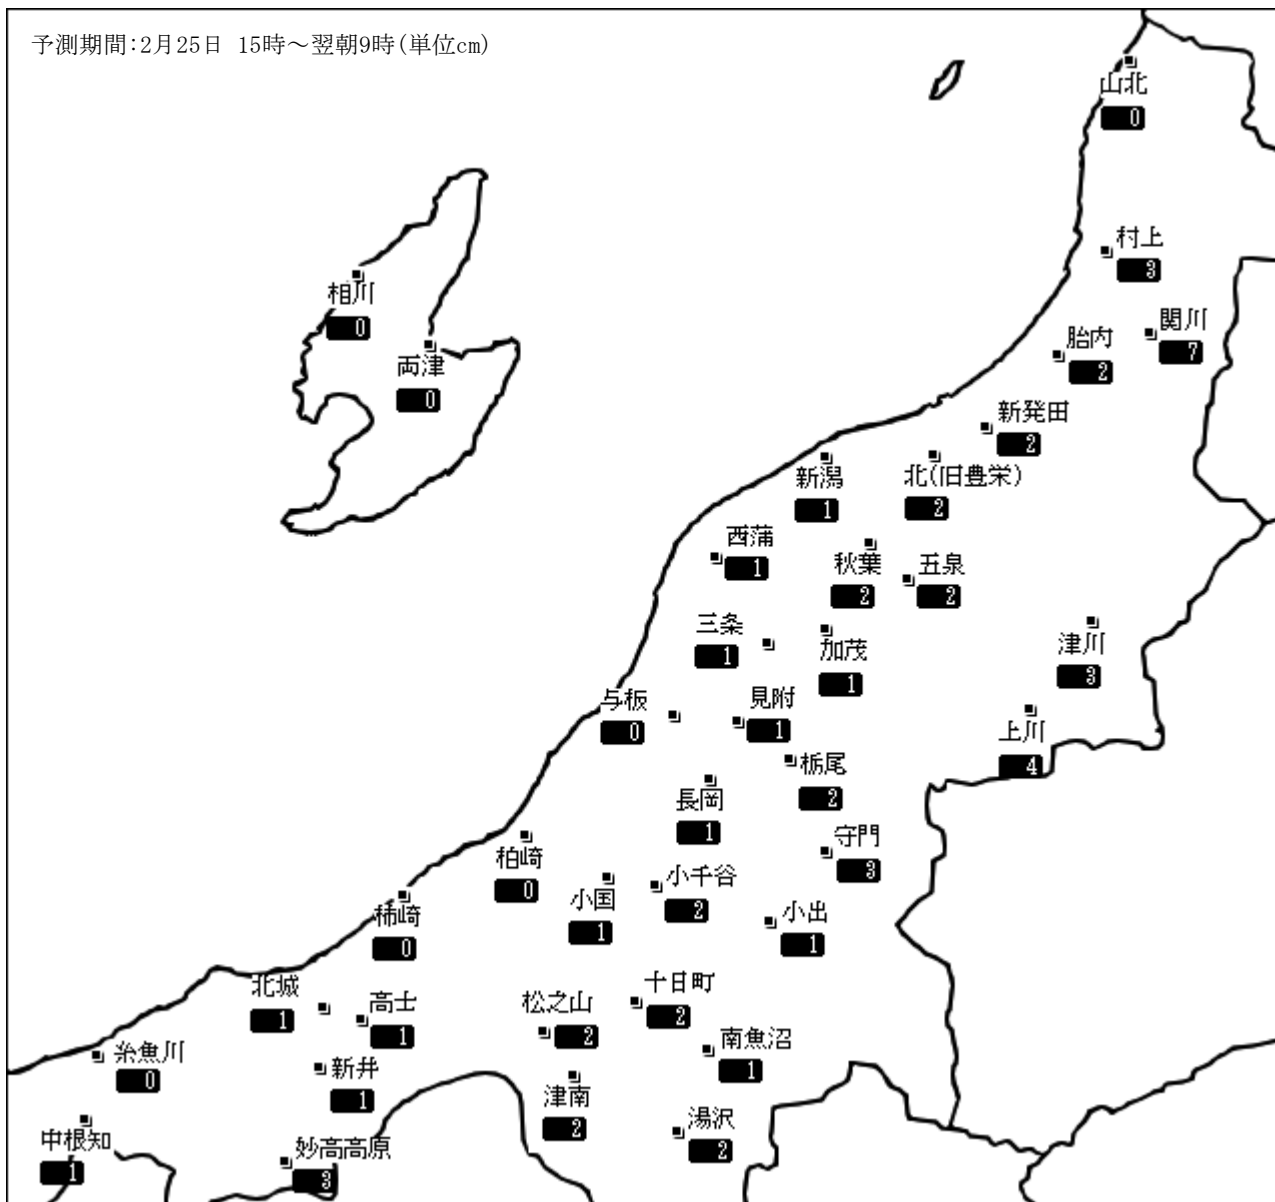 予測期間:2月25日 15時～翌朝9時(単位cm)
山北
0
村上
3
相川
0
両津
0
関川
7
胎内
2
新発田
2
新潟
1
北(旧豊栄)
2
西蒲
1
秋葉
2
五泉
2
三条
1
加茂
1
津川
3
与板
0
見附
1
上川
4
栃尾
2
長岡
1
守門
3
柏崎
0
小国
1
小千谷
2
小出
1
柿崎
0
北城
1
高士
1
松之山
2
十日町
2
南魚沼
1
糸魚川
0
新井
1
津南
2
湯沢
2
中根知
1
妙高高原
3